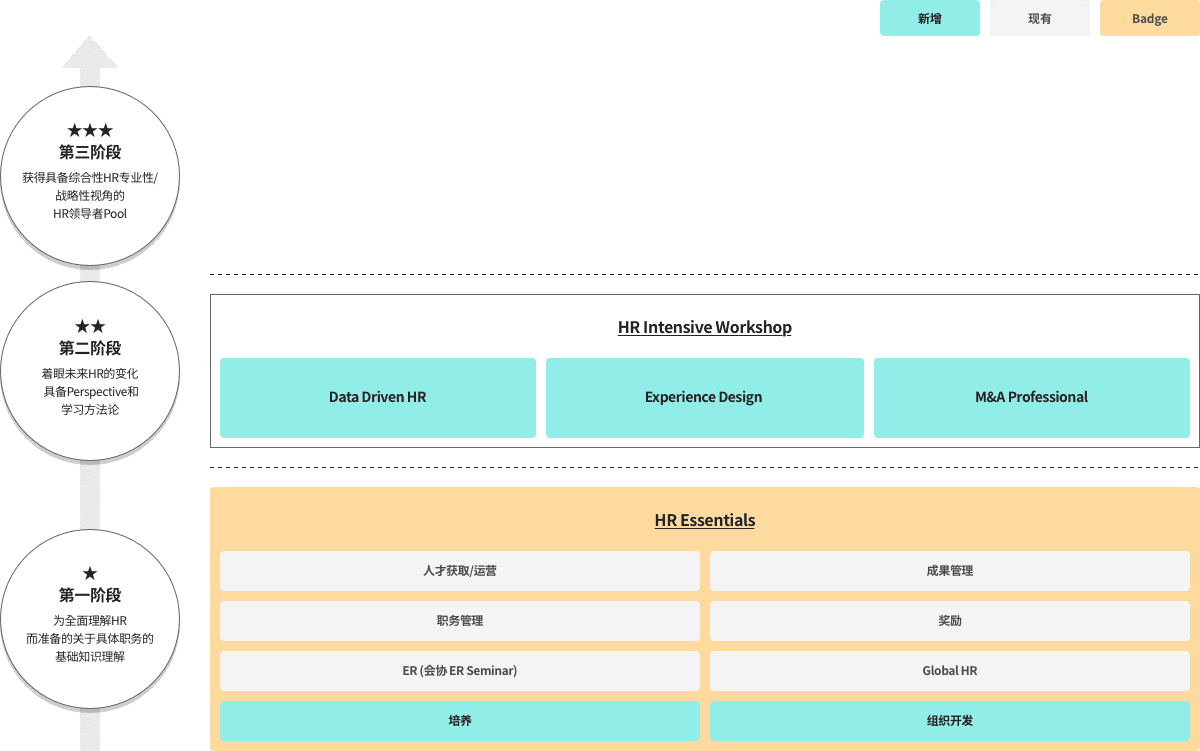 新增
现有
Badge
★★★
第三阶段
获得具备综合性HR专业性/
战略性视角的
HR领导者Pool
★★
第二阶段
着眼未来HR的变化
具备Perspective和
学习方法论
HR Intensive Workshop
Data Driven HR
Experience Design
M&A Professional
★
第一阶段
为全面理解HR
而准备的关于具体职务的
基础知识理解
HR Essentials
人才获取/运营
成果管理
职务管理
奖励
ER (会协 ER Seminar)
Global HR
培养
组织开发